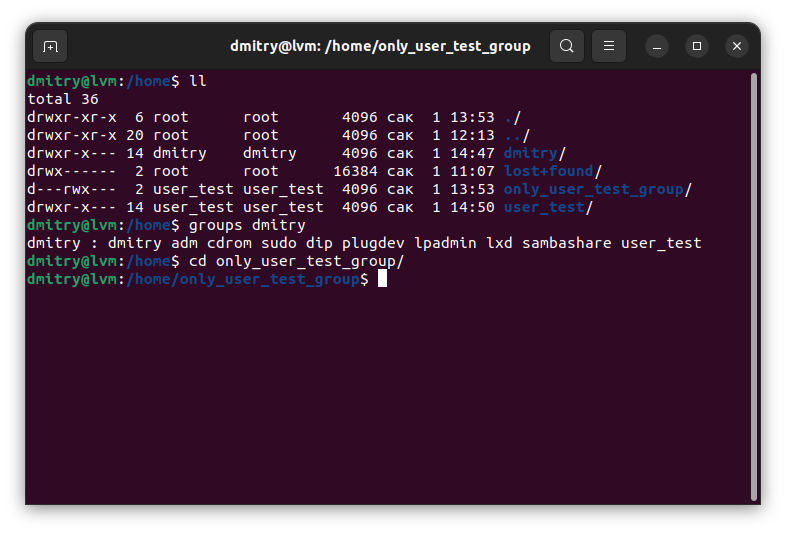 dmitry@lvm: /home/only_user_test_group
dmitry@lvm:/home$ ll
total 36
drwxr-xr-x  6 root      root       4096 сак  1 13:53 ./
drwxr-xr-x 20 root      root       4096 сак  1 12:13 ../
drwxr-x--- 14 dmitry    dmitry     4096 сак  1 14:47 dmitry/
drwx------  2 root      root      16384 сак  1 11:07 lost+found/
d---rwx---  2 user_test user_test  4096 сак  1 13:53 only_user_test_group/
drwxr-x--- 14 user_test user_test  4096 сак  1 14:50 user_test/
dmitry@lvm:/home$ groups dmitry
dmitry : dmitry adm cdrom sudo dip plugdev lpadmin lxd sambashare user_test
dmitry@lvm:/home$ cd only_user_test_group/
dmitry@lvm:/home/only_user_test_group$